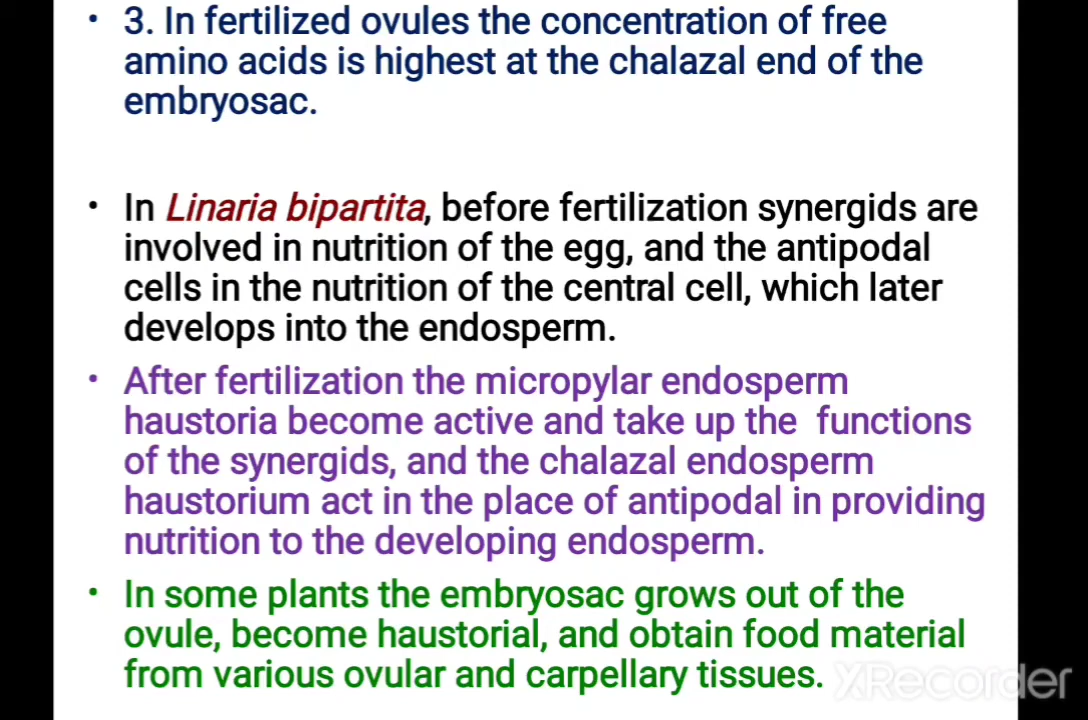 • 3. In fertilized ovules the concentration of free
amino acids is highest at the chalazal end of the
embryosac.
• In Linaria bipartita, before fertilization synergids are
involved in nutrition of the egg, and the antipodal
cells in the nutrition of the central cell, which later
develops into the endosperm.
• After fertilization the micropylar endosperm
haustoria become active and take up the functions
of the synergids, and the chalazal endosperm
haustorium act in the place of antipodal in providing
nutrition to the developing endosperm.
• In some plants the embryosac grows out of the
ovule, become haustorial, and obtain food material
from various ovular and carpellary tissues.
XRecorder